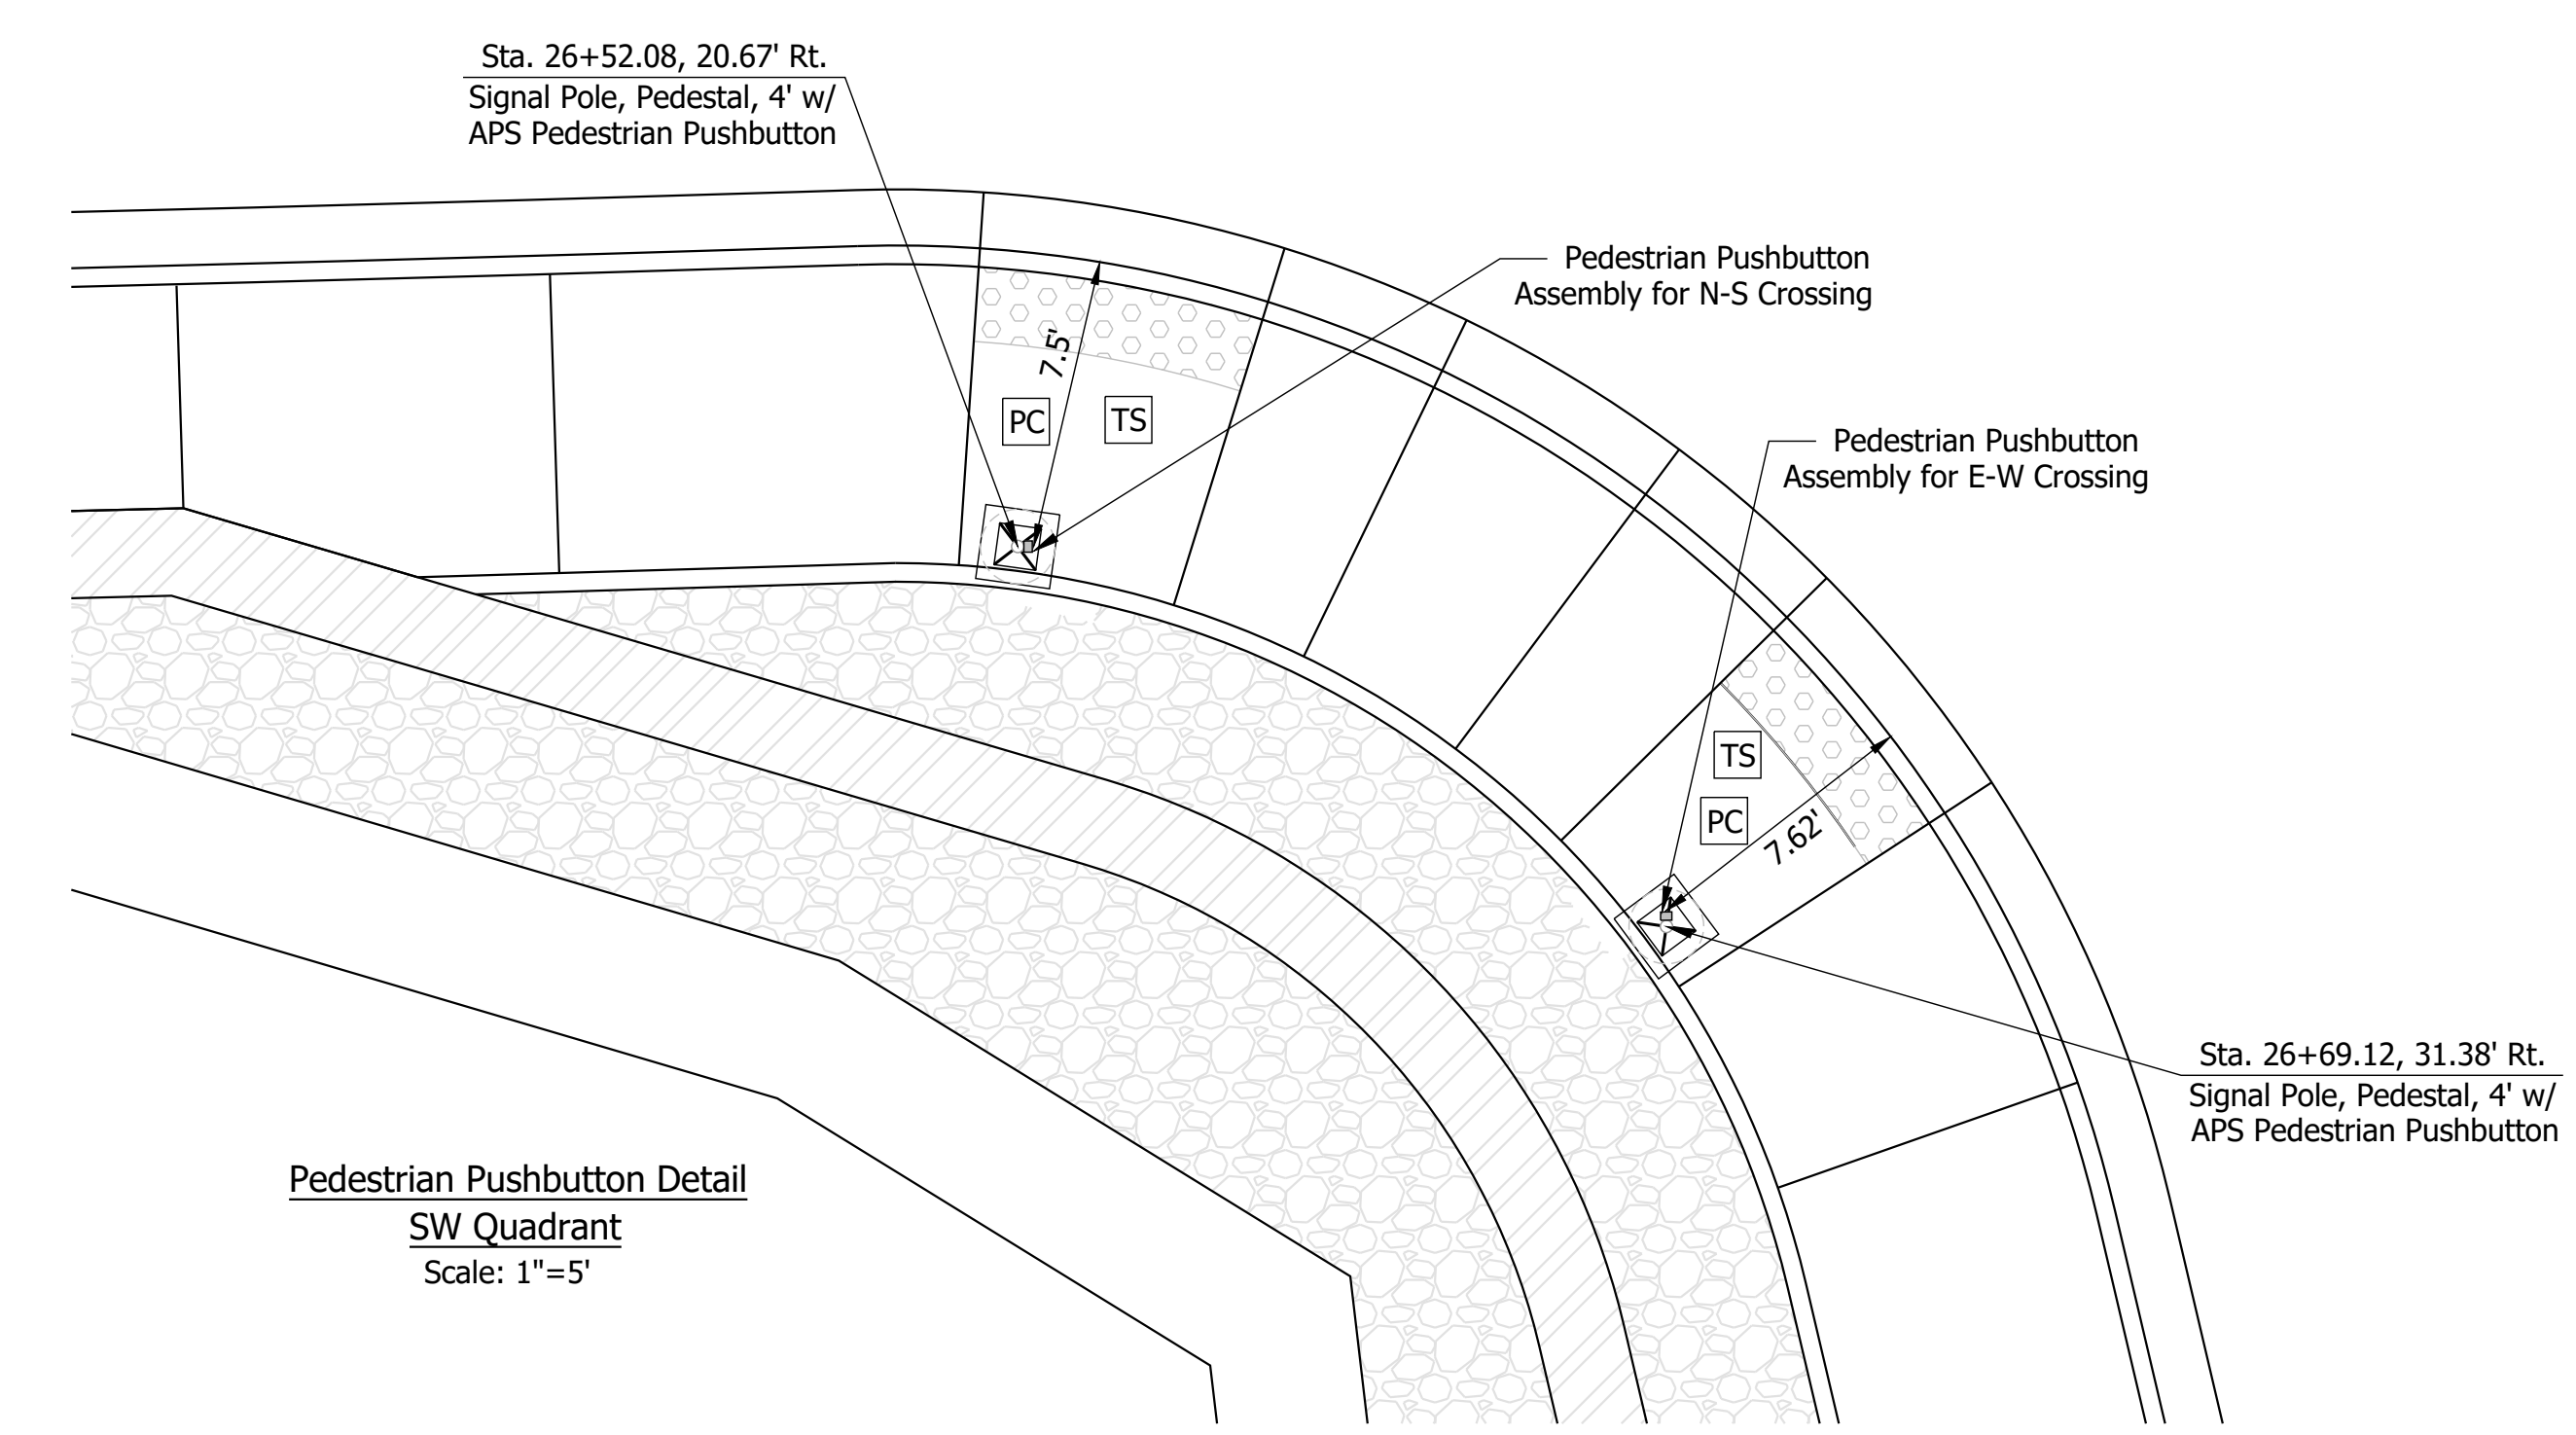 Sta. 26+52.08, 20.67' Rt.
Signal Pole, Pedestal, 4' w/
APS Pedestrian Pushbutton
Pedestrian Pushbutton
Assembly for N-S Crossing
7.5'
PC
TS
Pedestrian Pushbutton
Assembly for E-W Crossing
TS
PC
7.62'
Sta. 26+69.12, 31.38' Rt.
Signal Pole, Pedestal, 4' w/
APS Pedestrian Pushbutton
Pedestrian Pushbutton Detail
SW Quadrant
Scale: 1"=5'